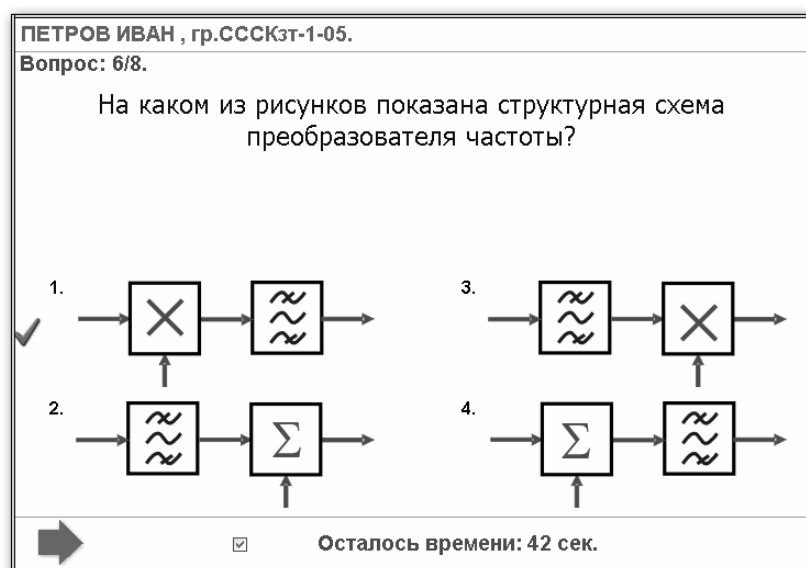 ПЕТРОВ ИВАН , гр.СССКзт-1-05.
Вопрос: 6/8.
На каком из рисунков показана структурная схема
преобразователя частоты?
1.
3.
2.
Σ
4.
Σ
Осталось времени: 42 сек.